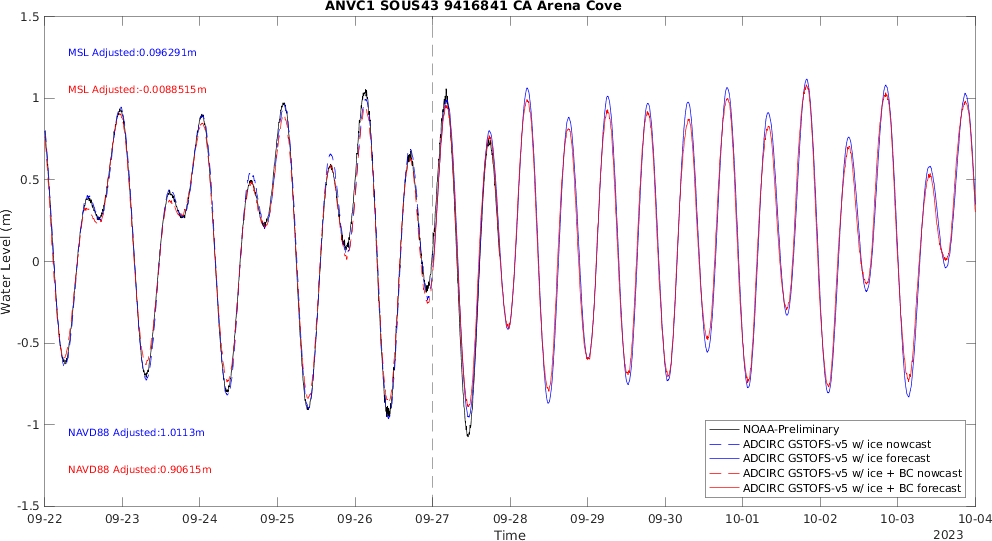 ANVC1 SOUS43 9416841 CA Arena Cove
1.5
1
0.5
0
-0.5
-1
-1.5
Water Level (m)
MSL Adjusted:0.096291m
MSL Adjusted:-0.0088515m
NAVD88 Adjusted:1.0113m
NAVD88 Adjusted:0.90615m
NOAA-Preliminary
ADCIRC GSTOFS-v5 w/ ice nowcast
ADCIRC GSTOFS-v5 w/ ice forecast
ADCIRC GSTOFS-v5 w/ ice + BC nowcast
ADCIRC GSTOFS-v5 w/ ice + BC forecast
09-22 09-23 09-24 09-25 09-26 09-27 09-28 09-29 09-30 10-01 10-02 10-03 10-04
Time
2023